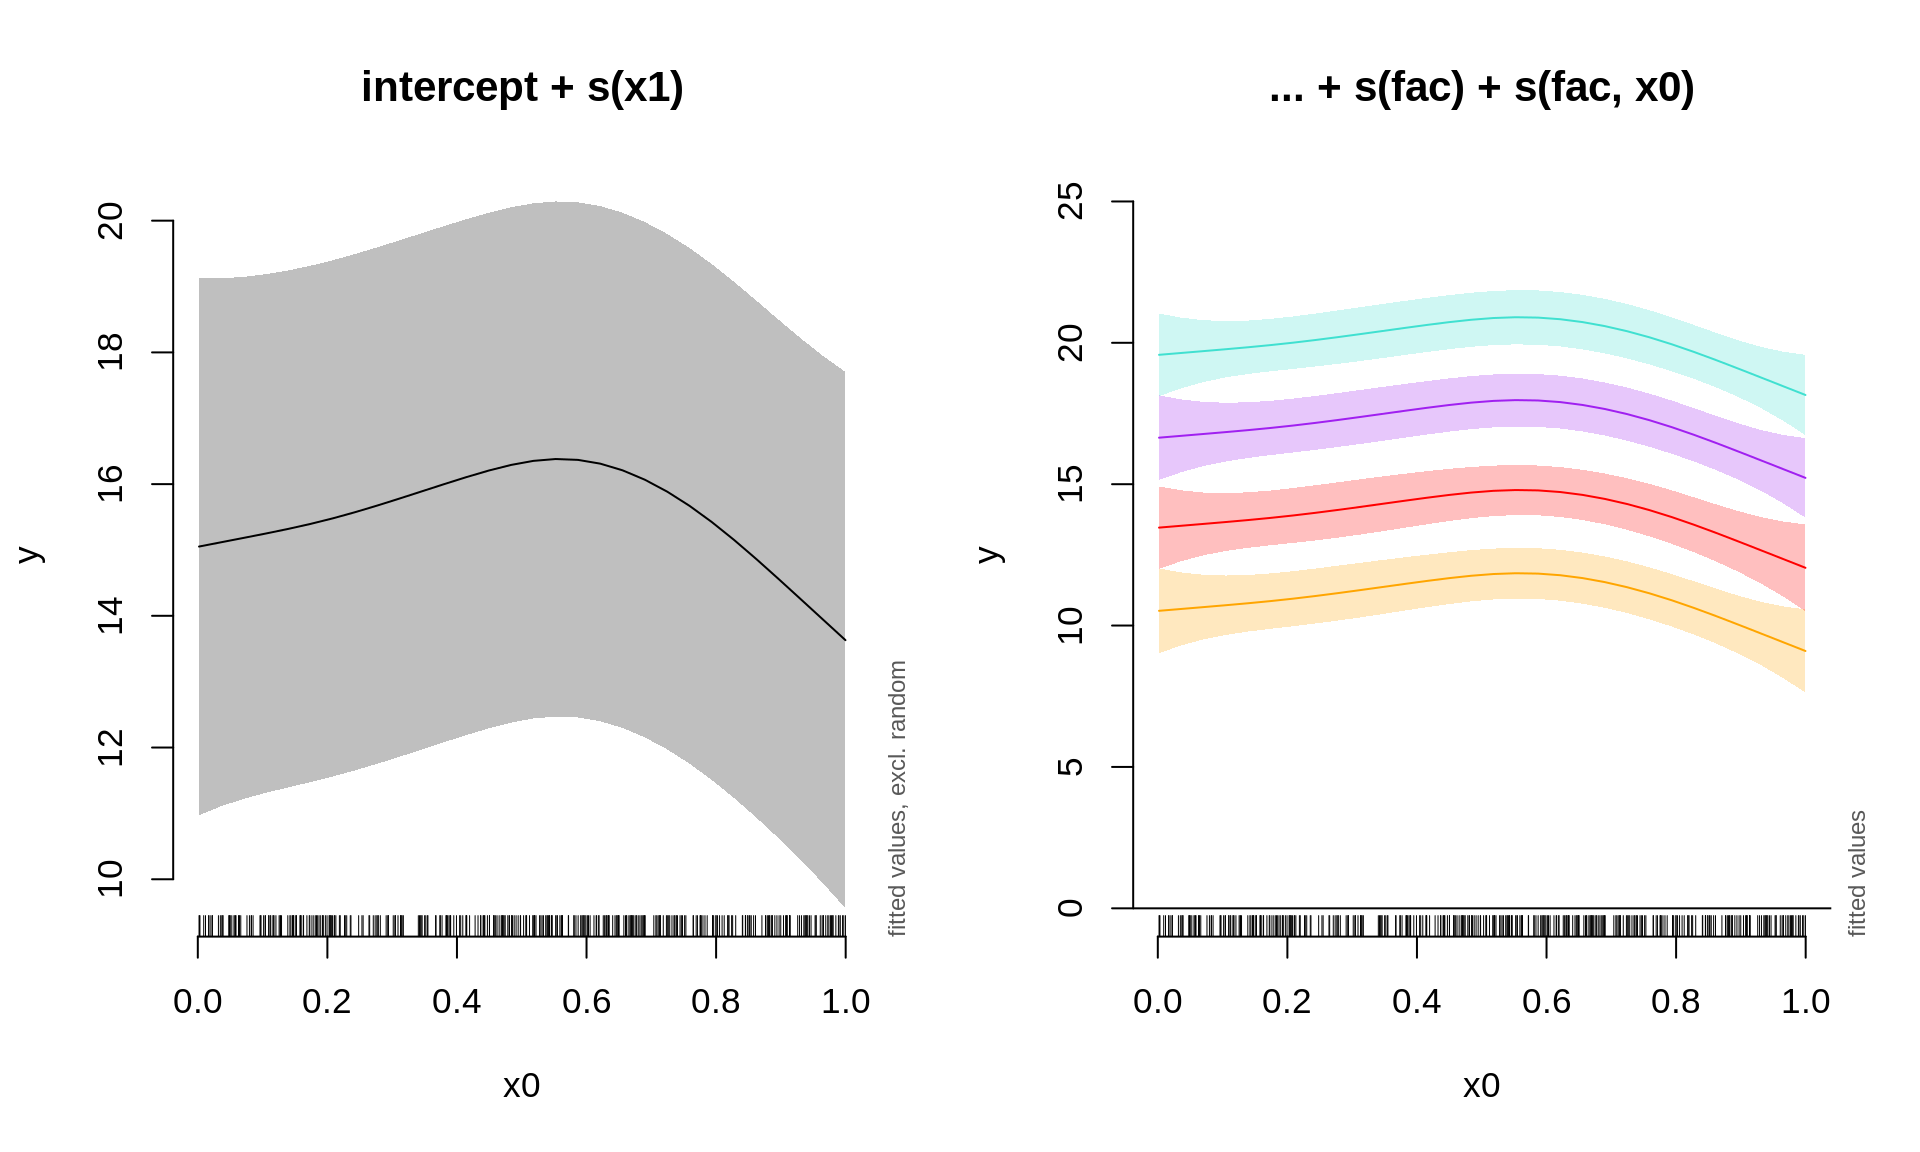 intercept + s(x1)
y
20
18
16
14
12
10
0.0 0.2 0.4 0.6 0.8 1.0
x0
fitted values, excl. random
... + s(fac) + s(fac, x0)
y
25
20
15
10
5
0
0.0 0.2 0.4 0.6 0.8 1.0
x0
fitted values